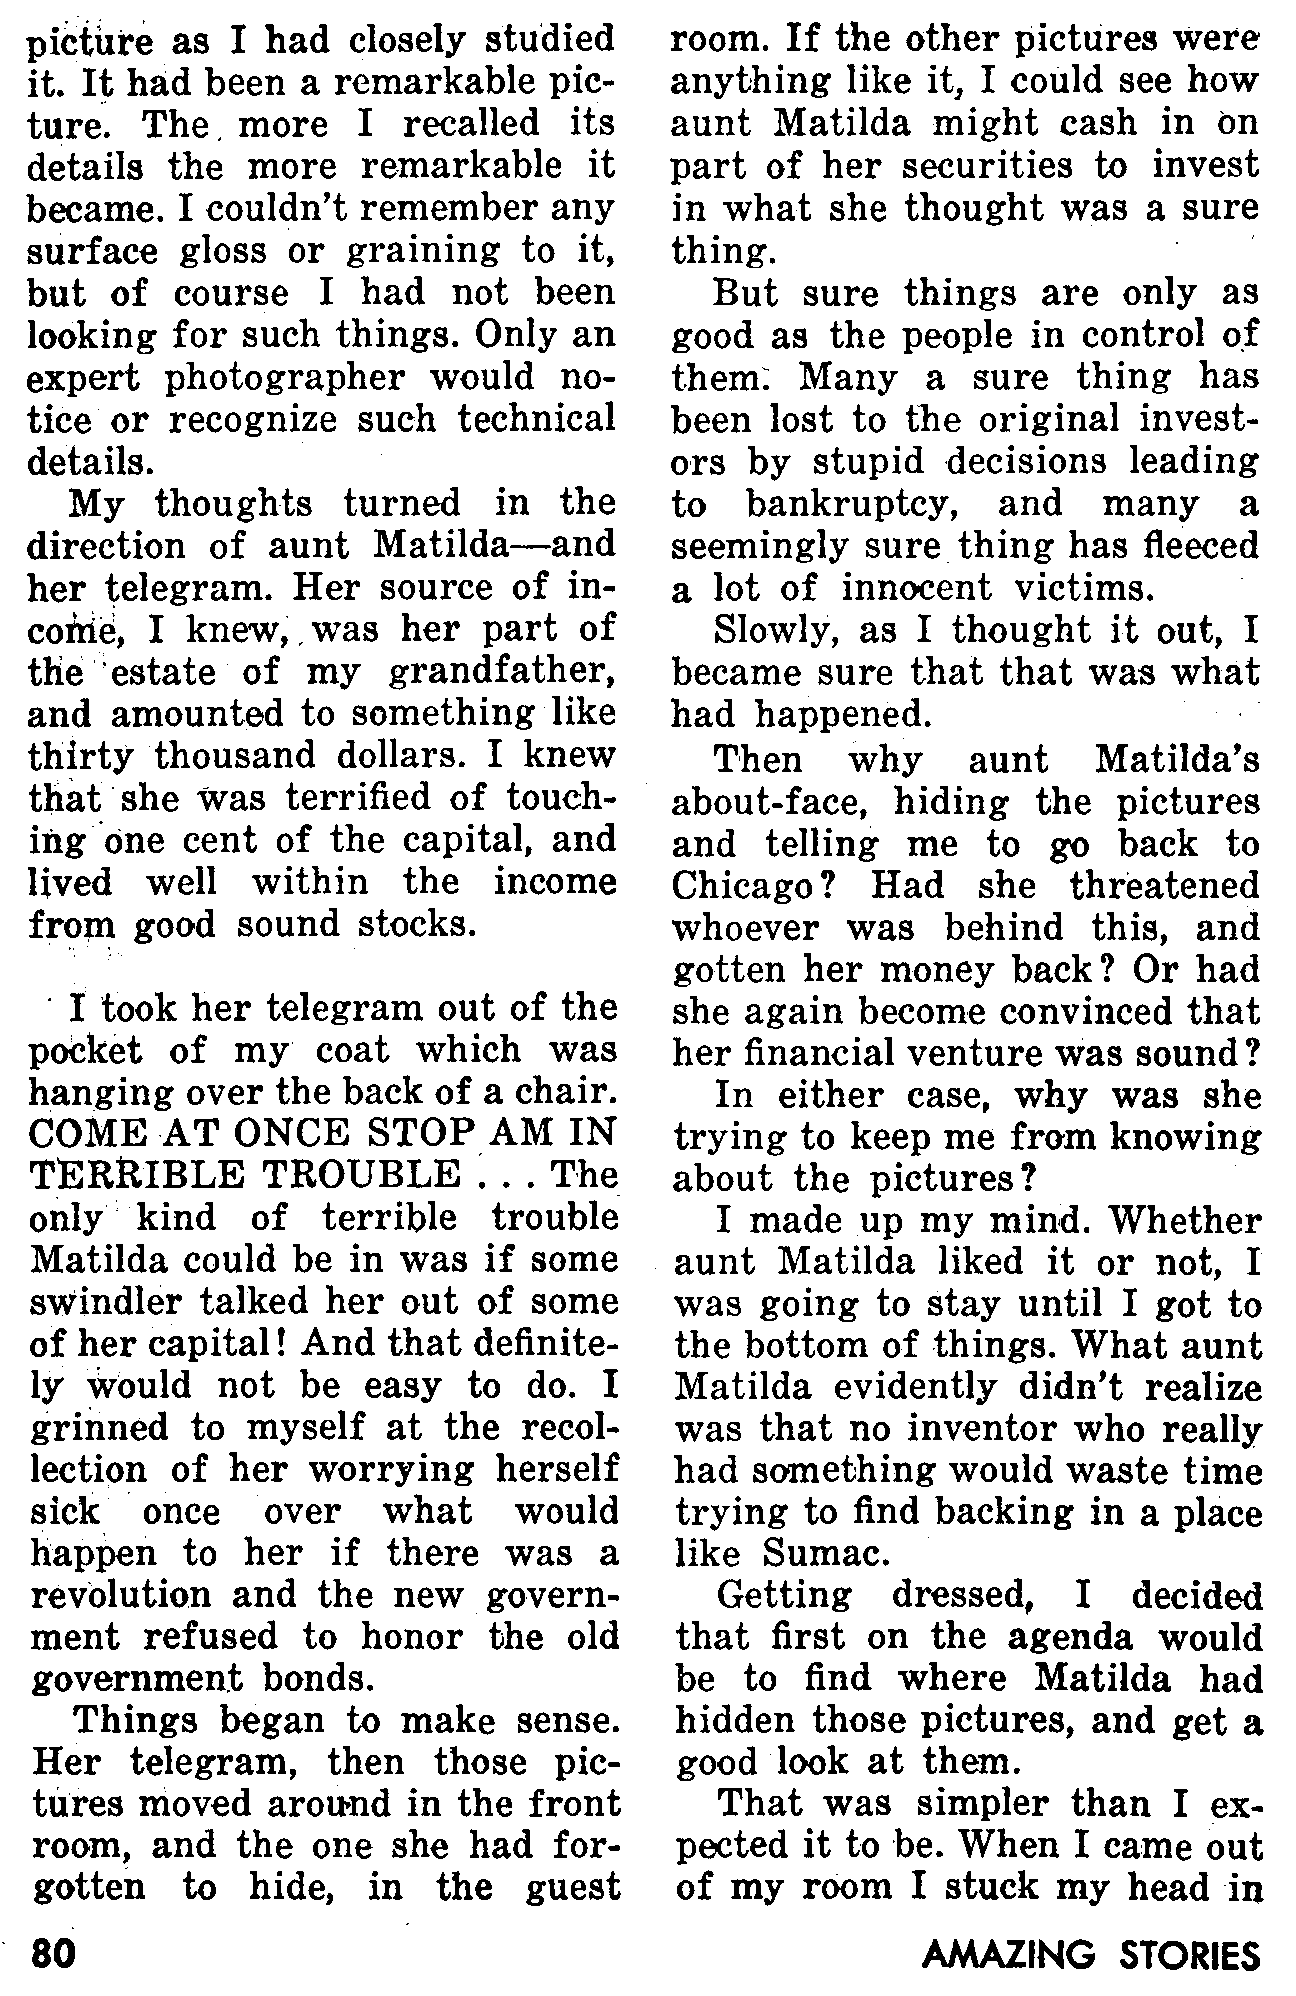 picture as I had closely studied
it. It had been a remarkable pic-
ture. The more I recalled its
details the more remarkable it
became. I couldn't remember any
surface gloss or graining to it,
but of course I had not been
looking for such things. Only an
expert photographer would no-
tice or recognize such technical
details.
My thoughts turned in the
direction of aunt Matilda—and
her telegram. Her source of in-
come, I knew, was her part of
the estate of my grandfather,
and amounted to something like
thirty thousand dollars. I knew
that she was terrified of touch-
ing one cent of the capital, and
lived well within the income
from good sound stocks.
I took her telegram out of the
pocket of my coat which was
hanging over the back of a chair.
COME AT ONCE STOP AM IN
TERRIBLE TROUBLE . . . The
only kind of terrible trouble
Matilda could be in was if some
swindler talked her out of some
of her capital! And that definite-
ly would not be easy to do. I
grinned to myself at the recol-
lection of her worrying herself
sick once over what would
happen to her if there was a
revolution and the new govern-
ment refused to honor the old
government bonds.
Things began to make sense.
Her telegram, then those pic-
tures moved around in the front
room, and the one she had for-
gotten to hide, in the guest
room. If the other pictures were
anything like it, I could see how
aunt Matilda might cash in on
part of her securities to invest
in what she thought was a sure
thing.
But sure things are only as
good as the people in control of
them. Many a sure thing has
been lost to the original invest-
ors by stupid decisions leading
to bankruptcy, and many a
seemingly sure thing has fleeced
a lot of innocent victims.
Slowly, as I thought it out, I
became sure that that was what
had happened.
Then why aunt Matilda's
about-face, hiding the pictures
and telling me to go back to
Chicago? Had she threatened
whoever was behind this, and
gotten her money back? Or had
she again become convinced that
her financial venture was sound?
In either case, why was she
trying to keep me from knowing
about the pictures?
I made up my mind. Whether
aunt Matilda liked it or not, I
was going to stay until I got to
the bottom of things. What aunt
Matilda evidently didn't realize
was that no inventor who really
had something would waste time
trying to find backing in a place
like Sumac.
Getting dressed, I decided
that first on the agenda would
be to find where Matilda had
hidden those pictures, and get a
good look at them.
That was simpler than I ex-
pected it to be. When I came out
of my room I stuck my head in
80
AMAZING STORIES